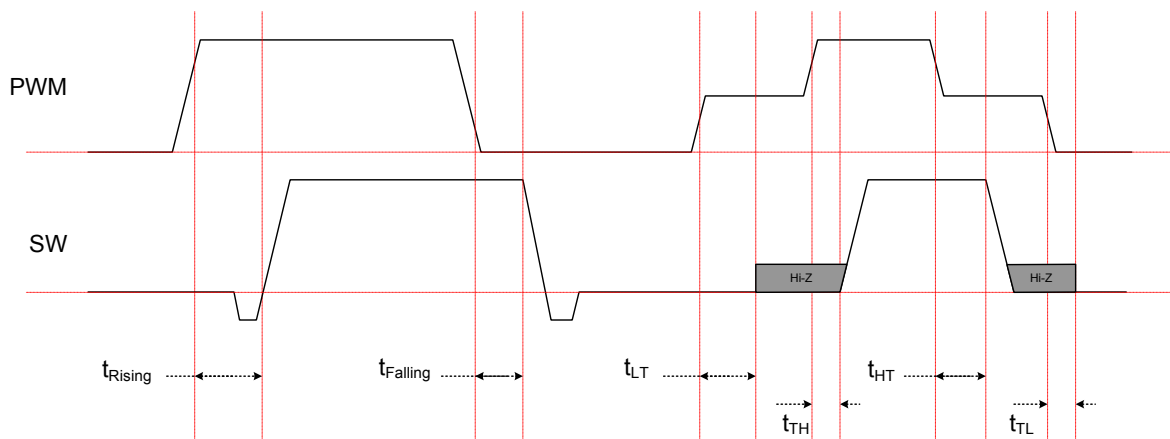 PWM
SW
Hi-Z
Hi-Z
tRising
tFalling
tLT
tHT
tTH
tTL